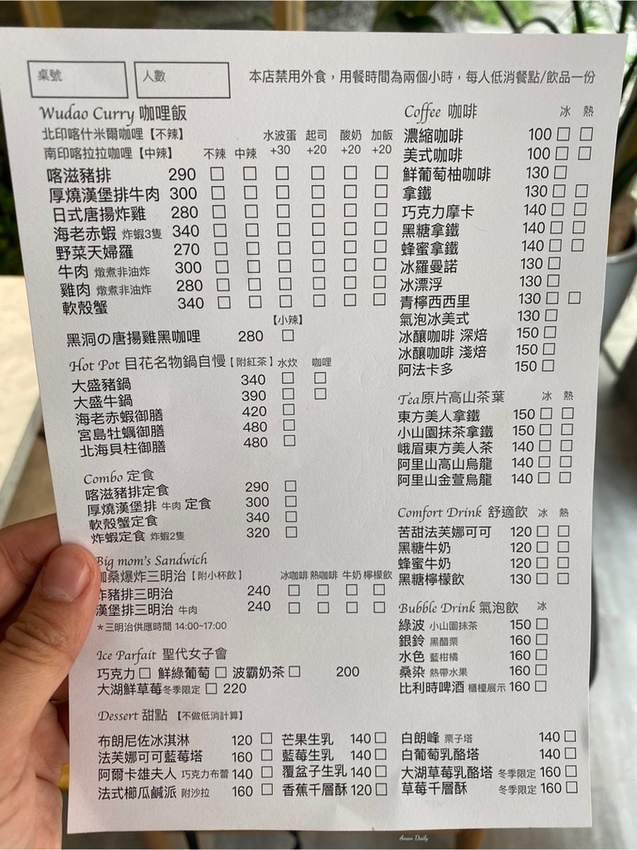 桌號 人數 本店禁用外食，用餐時間為兩個小時，每人低消餐點/飲品一份
Wudao Curry 咖哩飯
北印喀什米爾咖哩【不辣】 水波蛋 起司 酸奶 加飯
南印喀拉拉咖哩【中辣】 不辣 中辣 +30 +20 +20 +20
喀滋豬排 290
厚燒漢堡排牛肉 300
日式唐揚炸雞 280
海老赤蝦 炸蝦3隻 340
野菜天婦羅 270
牛肉 燉煮非油炸 300
雞肉 燉煮非油炸 280
軟殼蟹 340
【小辣】
黑洞の唐揚雞黑咖哩 280
Hot Pot 目花名物鍋自慢【附紅茶】 水炊 咖哩
大盛豬鍋 340
大盛牛鍋 390
海老赤蝦御膳 420
宮島牡蠣御膳 480
北海貝柱御膳 480
Combo 定食
喀滋豬排定食 290
厚燒漢堡排 牛肉 定食 300
軟殼蟹定食 340
炸蝦定食 炸蝦2隻 320
Big mom's Sandwich
咖桑爆炸三明治【附小杯飲】 冰咖啡 熱咖啡 牛奶 檸檬飲
炸豬排三明治 240
漢堡排三明治 牛肉 240
＊三明治供應時間 14:00~17:00
Ice Parfait 聖代女子會
巧克力 鮮綠葡萄 波霸奶茶 200
大湖鮮草莓 冬季限定 220
Dessert 甜點 【不做低消計算】
布朗尼佐冰淇淋 120
法芙娜可可藍莓塔 160
阿爾卡雄夫人 巧克力布蕾 140
法式櫛瓜鹹派 附沙拉 160
芒果生乳 140
藍莓生乳 140
覆盆子生乳 140
香蕉千層酥 120
白朗峰 栗子塔 140
白葡萄乳酪塔 140
大湖草莓乳酪塔 冬季限定 160
草莓千層酥 冬季限定 160
Coffee 咖啡 冰 熱
濃縮咖啡 100
美式咖啡 100
鮮葡萄柚咖啡 130
拿鐵 130
巧克力摩卡 140
黑糖拿鐵 140
蜂蜜拿鐵 140
冰羅曼諾 130
冰漂浮 130
青檸西西里 130
氣泡冰美式 130
冰釀咖啡 深焙 150
冰釀咖啡 淺焙 150
阿法卡多 150
Tea原片高山茶葉 冰 熱
東方美人拿鐵 150
小山園抹茶拿鐵 150
峨眉東方美人茶 140
阿里山高山烏龍 140
阿里山金萱烏龍 140
Comfort Drink 舒適飲 冰 熱
苦甜法芙娜可可 120
黑糖牛奶 120
蜂蜜牛奶 120
黑糖檸檬飲 130
Bubble Drink 氣泡飲 冰
綠波 小山園抹茶 150
銀鈴 黑醋栗 160
水色 藍柑橘 160
桑染 熱帶水果 160
比利時啤酒 櫃檯展示 160